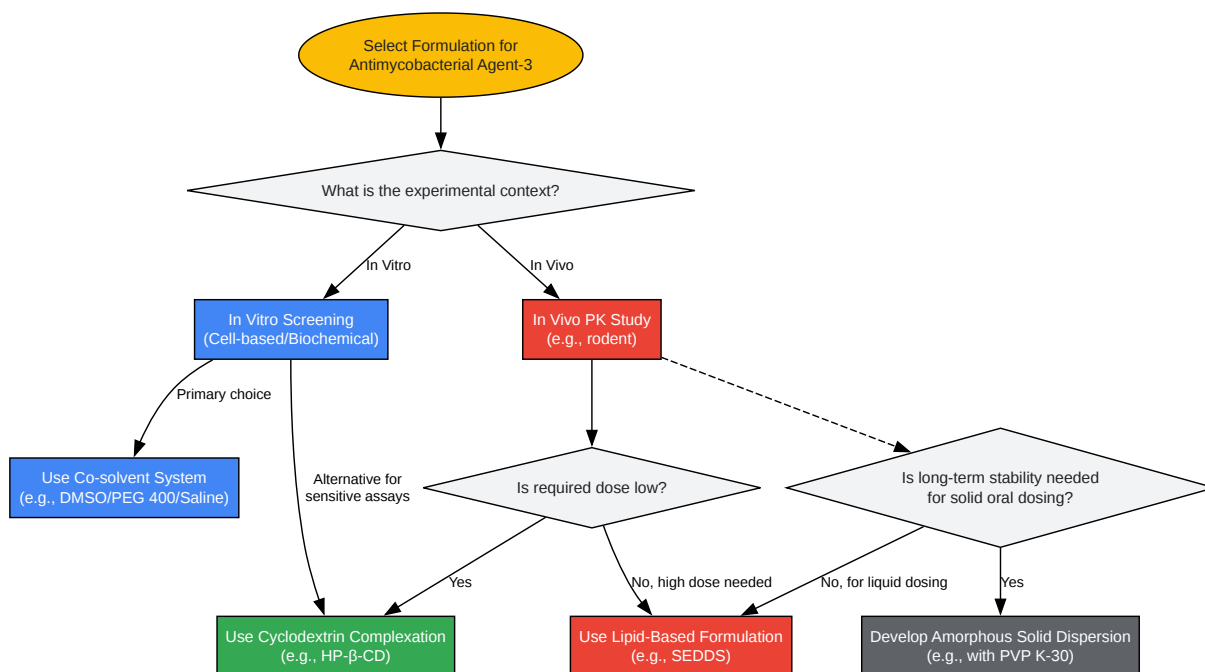 Select Formulation for
Antimycobacterial Agent-3
What is the experimental context?
In Vitro
In Vivo
In Vitro Screening
(Cell-based/Biochemical)
In Vivo PK Study
(e.g., rodent)
Primary choice
Use Co-solvent System
(e.g., DMSO/PEG 400/Saline)
Alternative for
sensitive assays
Is required dose low?
Is long-term stability needed
for solid oral dosing?
Yes
No, high dose needed
No, for liquid dosing
Yes
Use Cyclodextrin Complexation
(e.g., HP-β-CD)
Use Lipid-Based Formulation
(e.g., SEDDS)
Develop Amorphous Solid Dispersion
(e.g., with PVP K-30)